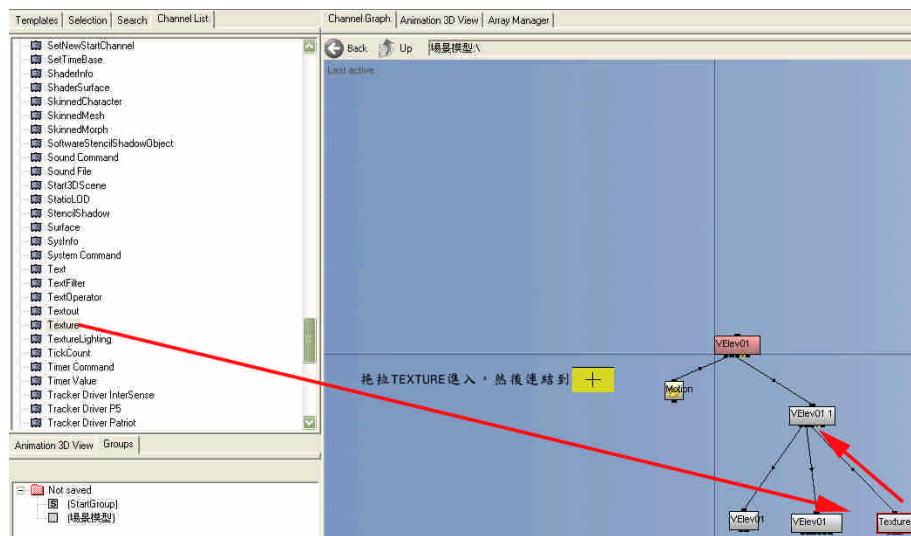 Templates Selection Search Channel List
Channel Graph Animation 3D View Array Manager
Back Up 場景模型:\
Last active
SetNewStartChannel
SetTimeBase
ShaderInfo
ShaderSurface
SkinnedCharacter
SkinnedMesh
SkinnedMorph
SoftwareStencilShadowObject
Sound Command
Sound File
Start3DScene
StaticLOD
StencilShadow
Surface
SysInfo
System Command
Text
TextFilter
TextOperator
Textout
Texture
TextureLighting
TickCount
Timer Command
Timer Value
Tracker Driver InterSense
Tracker Driver P5
Tracker Driver Patriot
VElev01
拖拉TEXTURE進入，然後連結到
Motion
VElev01 1
VElev01
VElev01
Texture
Animation 3D View Groups
Not saved
S {StartGroup}
{場景模型}